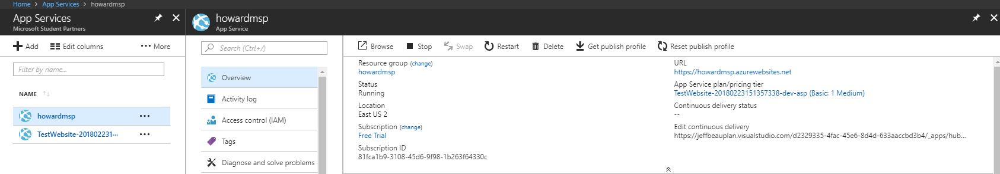 Home > App Services > howardmsp
App Services
Microsoft Student Partners
Add
Edit columns
More
Filter by name...
NAME
howardmsp
TestWebsite-201802231···
howardmsp
App Service
Search (Ctrl+/)
Overview
Activity log
Access control (IAM)
Tags
Diagnose and solve problems
Browse
Stop
Swap
Restart
Delete
Get publish profile
Reset publish profile
Resource group (change)
howardmsp
Status
Running
Location
East US 2
Subscription (change)
Free Trial
Subscription ID
81fca1b9-3108-45d6-9f98-1b263f64330c
URL
https://howardmsp.azurewebsites.net
App Service plan/pricing tier
TestWebsite-20180223151357338-dev-asp (Basic: 1 Medium)
Continuous delivery status
--
Edit continuous delivery
https://jeffbeauplan.visualstudio.com/d2329335-4fac-45e6-8d4d-633aaccbd3b4/_apps/hub...